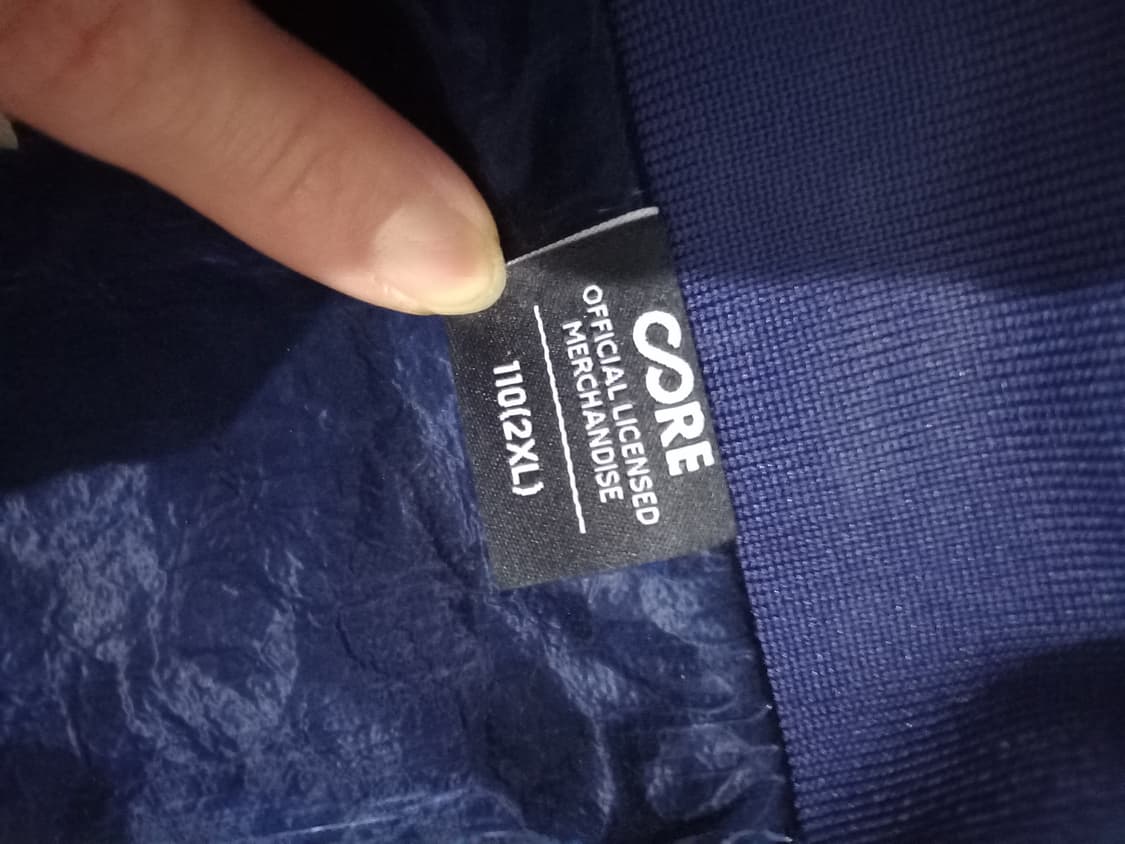 CORE
OFFICIAL LICENSED
MERCHANDISE
110(2XL)